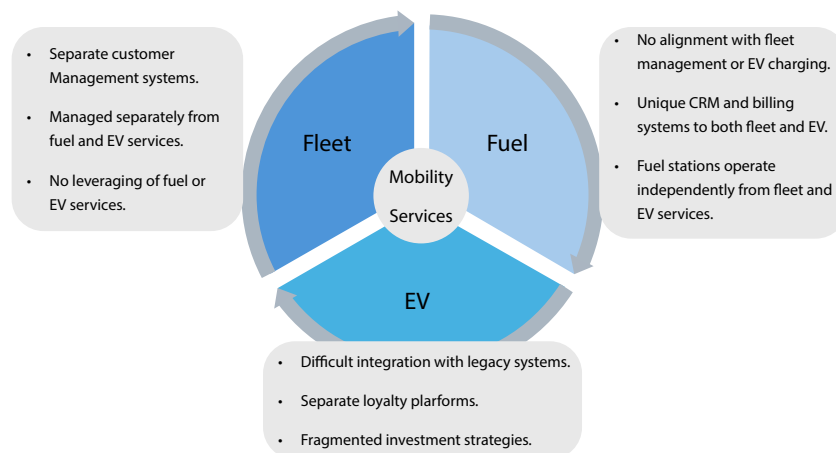 • Separate customer
Management systems.
• Managed separately from
fuel and EV services.
• No leveraging of fuel or
EV services.
Fleet
Fuel
Mobility
Services
EV
• No alignment with fleet
management or EV charging.
• Unique CRM and billing
systems to both fleet and EV.
• Fuel stations operate
independently from fleet and
EV services.
• Difficult integration with legacy systems.
• Separate loyalty plarforms.
• Fragmented investment strategies.